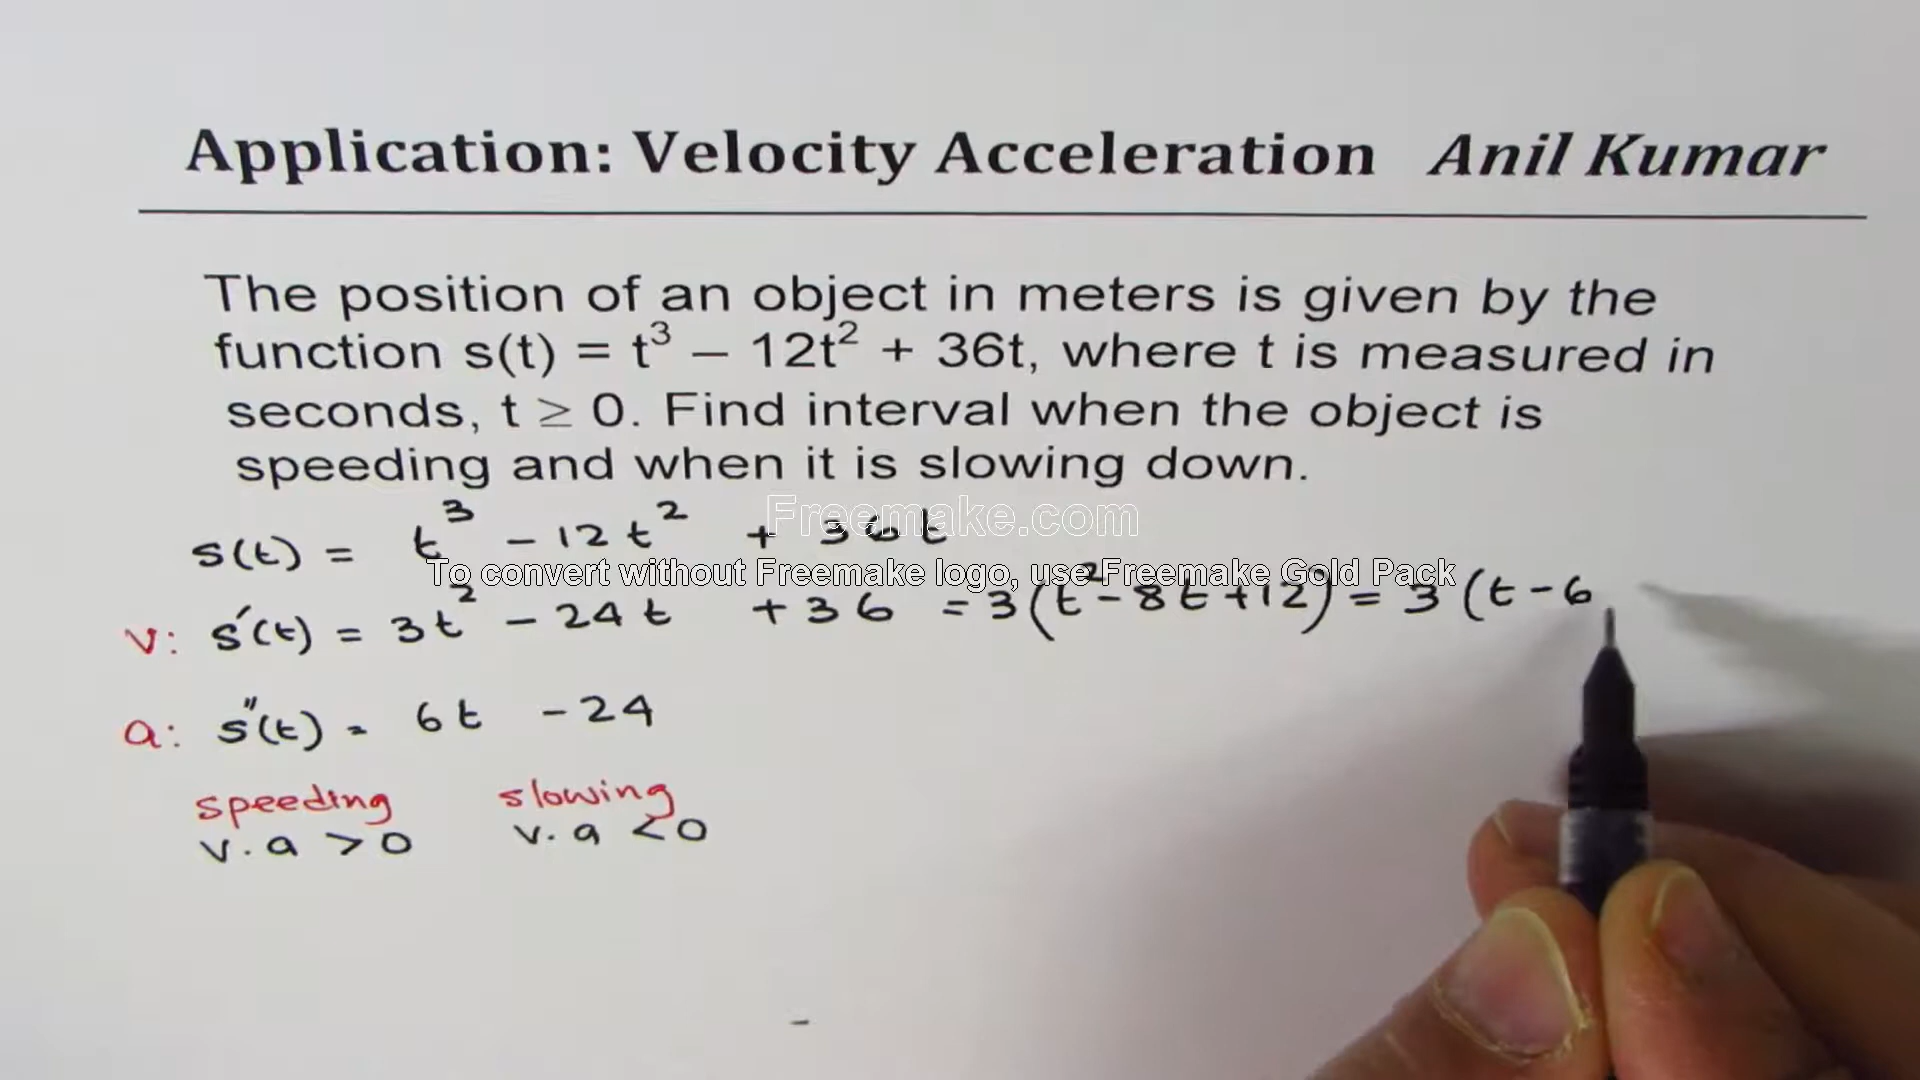 Application: Velocity Acceleration Anil Kumar
The position of an object in meters is given by the
function s(t) = t³ – 12t² + 36t, where t is measured in
seconds, t ≥ 0. Find interval when the object is
speeding and when it is slowing down.
Freemake.com
s(t) = t³ - 12t² + 36t
To convert without Freemake logo, use Freemake Gold Pack
v: s'(t) = 3t² - 24t + 36 = 3(t² - 8t + 12) = 3(t - 6
a: s"(t) = 6t - 24
speeding slowing
v. a > 0 v. a < 0